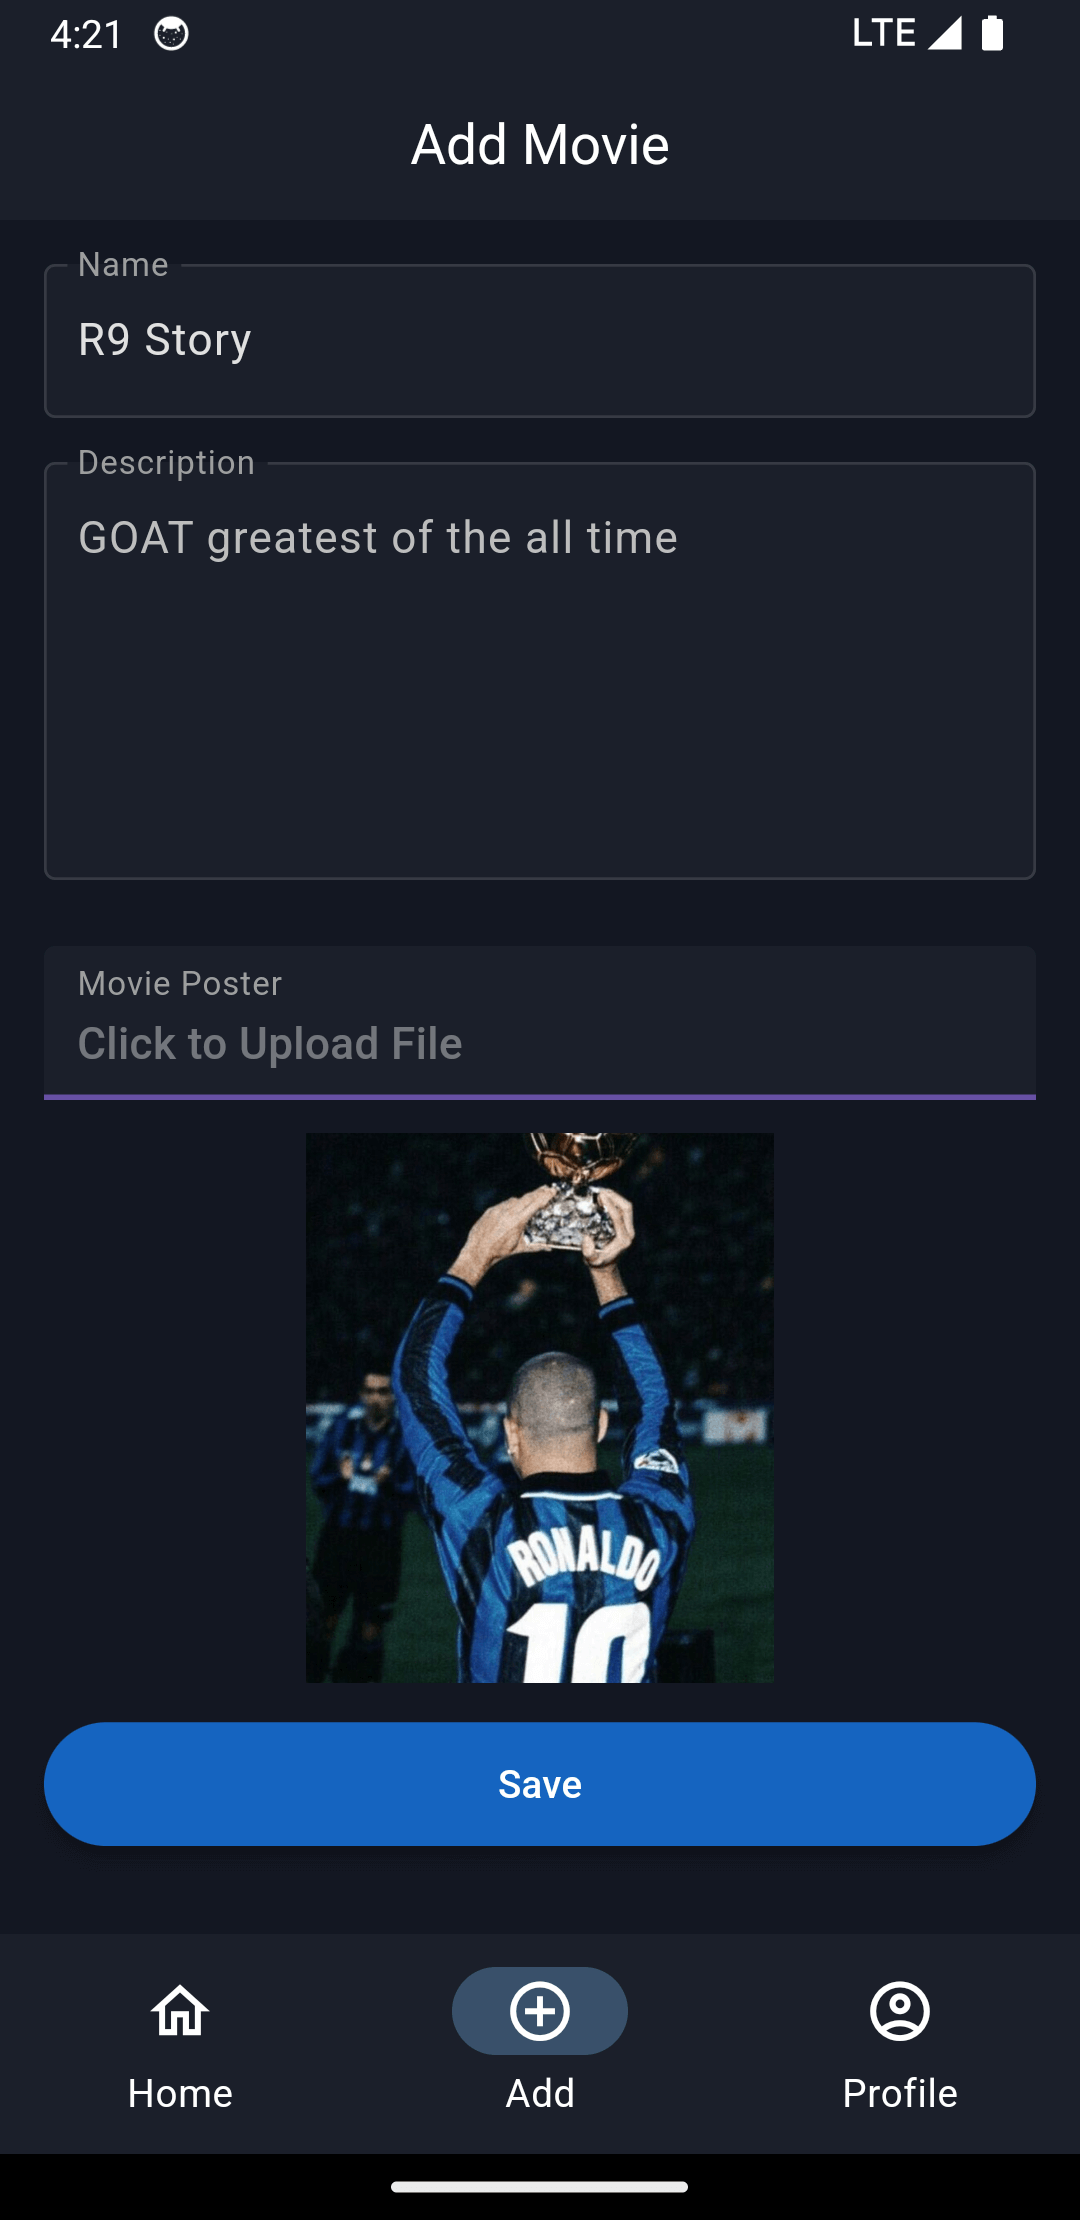 4:21
LTE
Add Movie
Name
R9 Story
Description
GOAT greatest of the all time
Movie Poster
Click to Upload File
RONALDO
10
Save
Home
Add
Profile